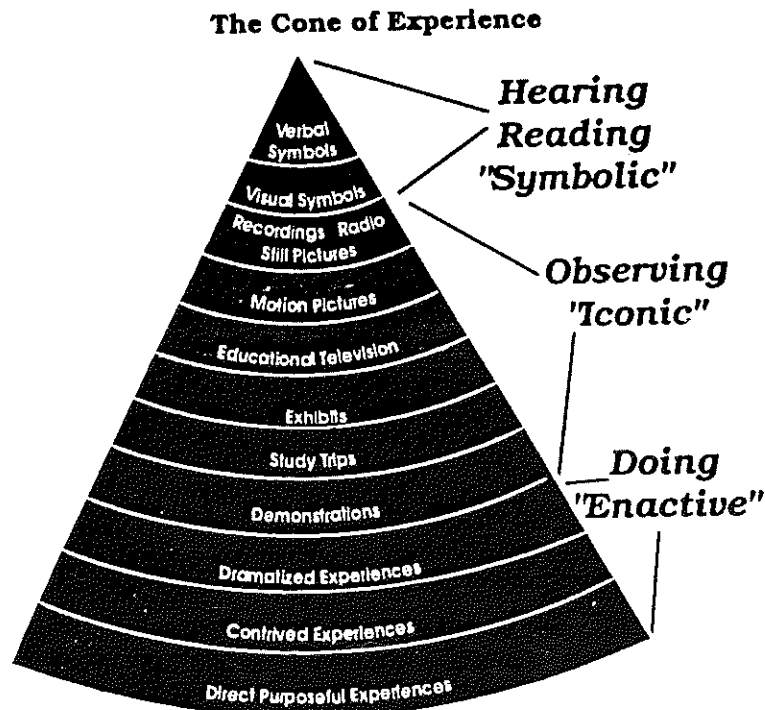 The Cone of Experience
Hearing
Reading
"Symbolic"
Verbal
Symbols
Visual Symbols
Recordings Radio
Still Pictures
Observing
"Iconic"
Motion Pictures
Educational Television
Exhibits
Study Trips
Doing
"Enactive"
Demonstrations
Dramatized Experiences
Contrived Experiences
Direct Purposeful Experiences